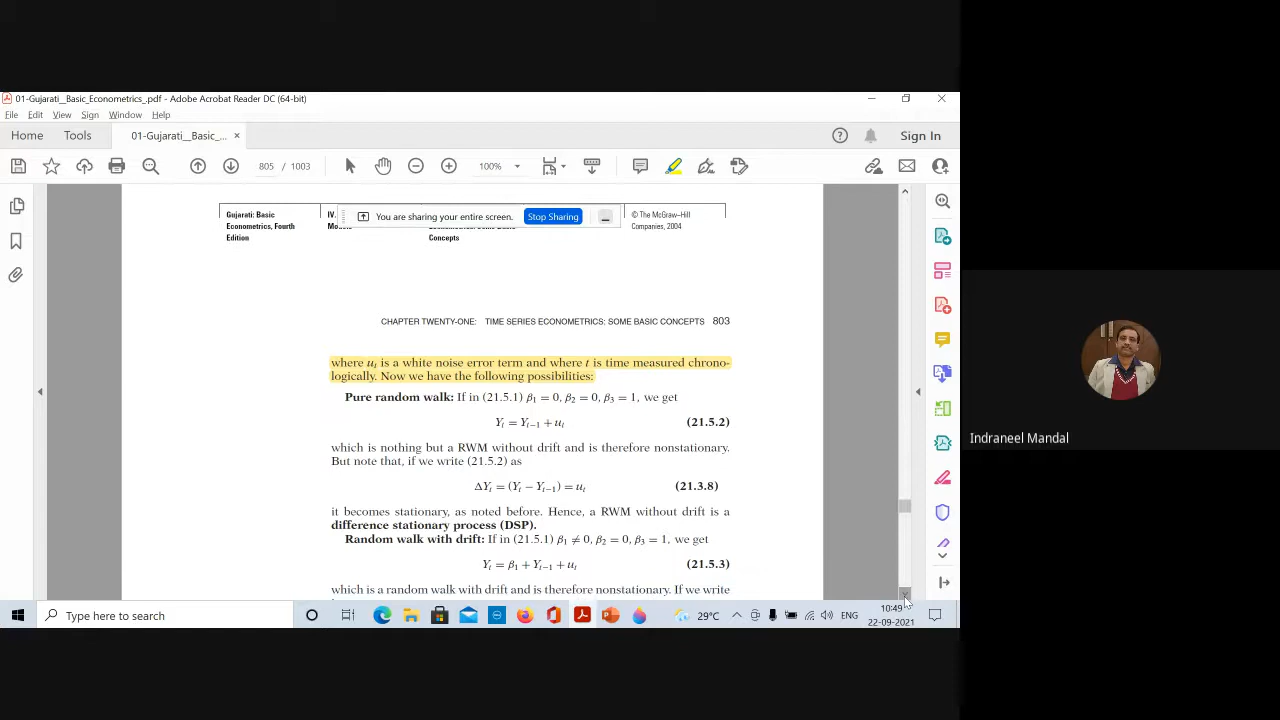 01-Gujarati__Basic_Econometrics_.pdf - Adobe Acrobat Reader DC (64-bit)
File Edit View Sign Window Help
Home Tools 01-Gujarati__Basic_... × Sign In
805 / 1003 100%
Gujarati: Basic
Econometrics, Fourth
Edition
IV.
Concepts
© The McGraw−Hill
Companies, 2004
You are sharing your entire screen. Stop Sharing
CHAPTER TWENTY-ONE: TIME SERIES ECONOMETRICS: SOME BASIC CONCEPTS 803
where uₜ is a white noise error term and where t is time measured chrono-
logically. Now we have the following possibilities:
Pure random walk: If in (21.5.1) β₁ = 0, β₂ = 0, β₃ = 1, we get
Yₜ = Yₜ₋₁ + uₜ (21.5.2)
which is nothing but a RWM without drift and is therefore nonstationary.
But note that, if we write (21.5.2) as
ΔYₜ = (Yₜ − Yₜ₋₁) = uₜ (21.3.8)
it becomes stationary, as noted before. Hence, a RWM without drift is a
difference stationary process (DSP).
Random walk with drift: If in (21.5.1) β₁ ≠ 0, β₂ = 0, β₃ = 1, we get
Yₜ = β₁ + Yₜ₋₁ + uₜ (21.5.3)
which is a random walk with drift and is therefore nonstationary. If we write
Type here to search
29°C ENG
10:49
22-09-2021
Indraneel Mandal